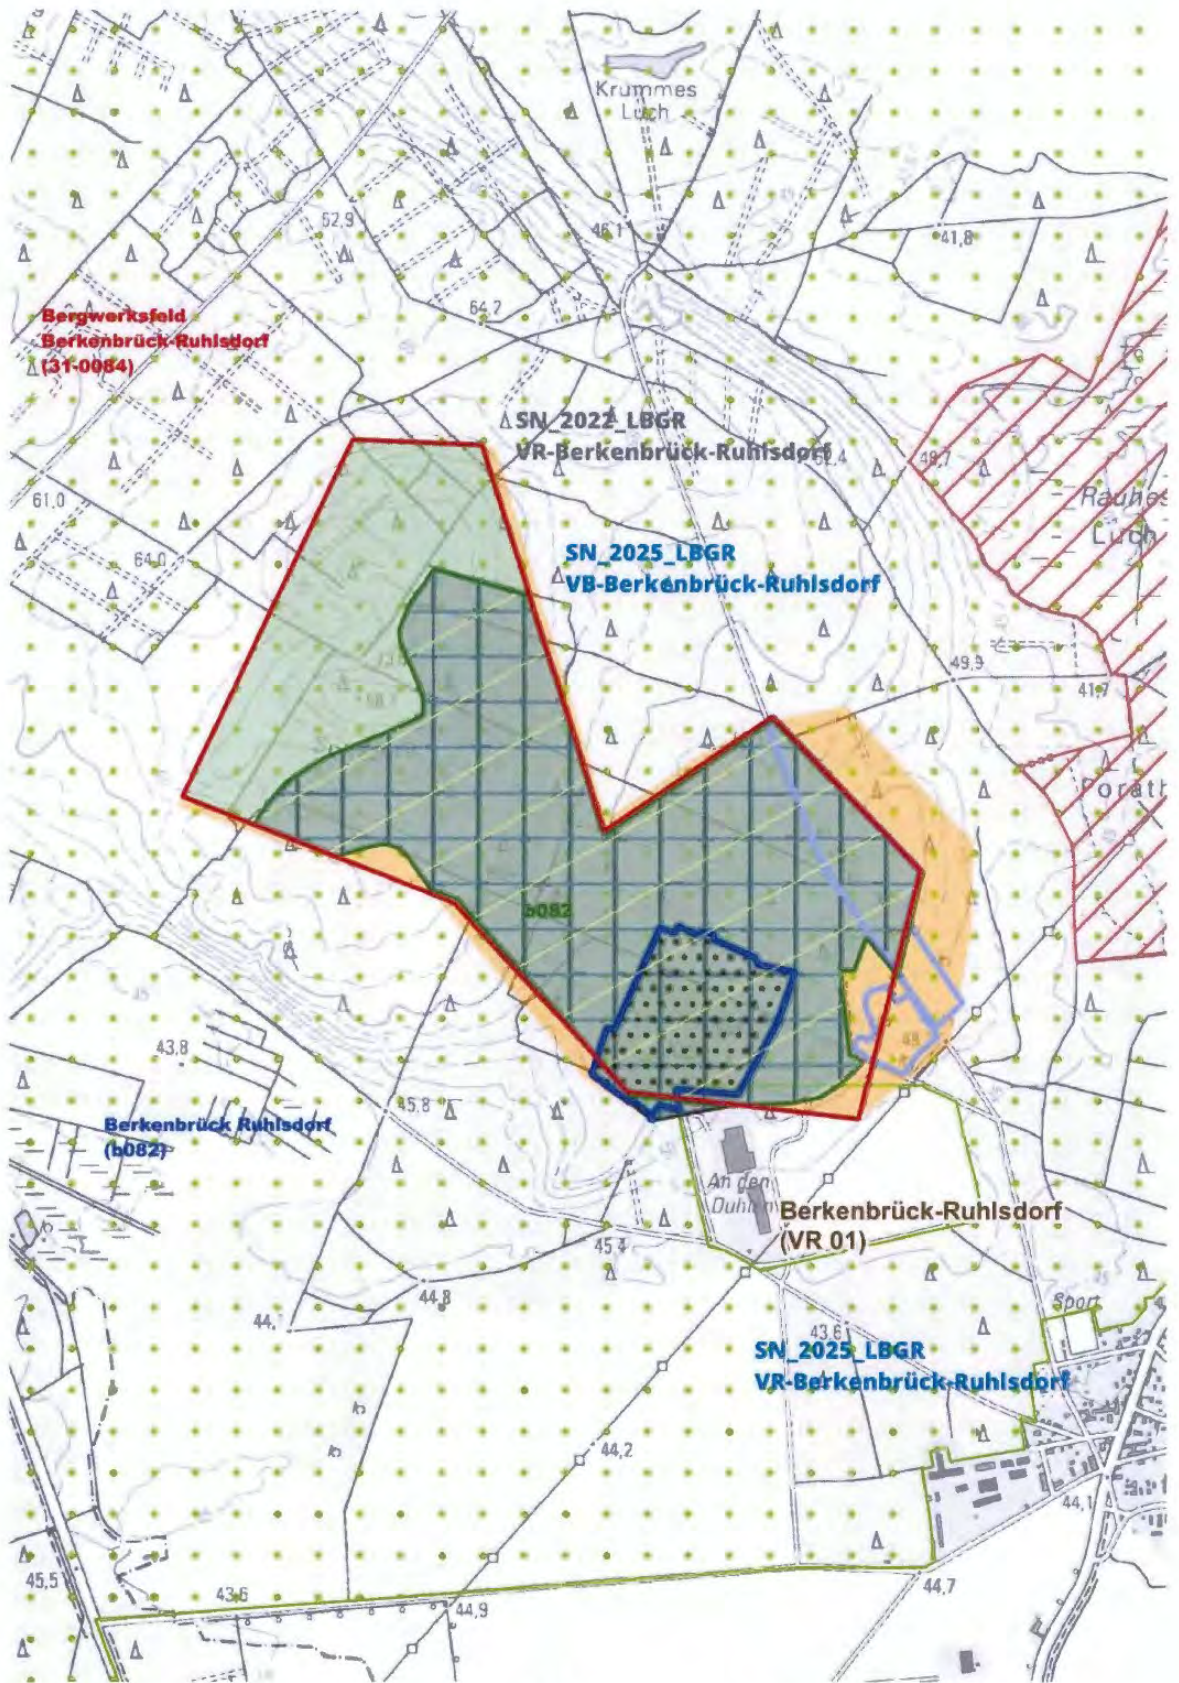 Krummes
Luch
52,9
46,1
41,8
64,2
Bergwerksfeld
Berkenbrück-Ruhlsdorf
(31-0084)
SN_2022_LBGR
VR-Berkenbrück-Ruhlsdorf
48,7
61,0
Rauhes
Luch
64,0
SN_2025_LBGR
VB-Berkenbrück-Ruhlsdorf
49,9
41,7
Porath
b082
43,8
45,8
Berkenbrück Ruhlsdorf
(b082)
An den
Berkenbrück-Ruhlsdorf
(VR 01)
45,4
44,8
Sport
43,6
SN_2025_LBGR
VR-Berkenbrück-Ruhlsdorf
44,2
44,1
45,5
43,6
44,9
44,7